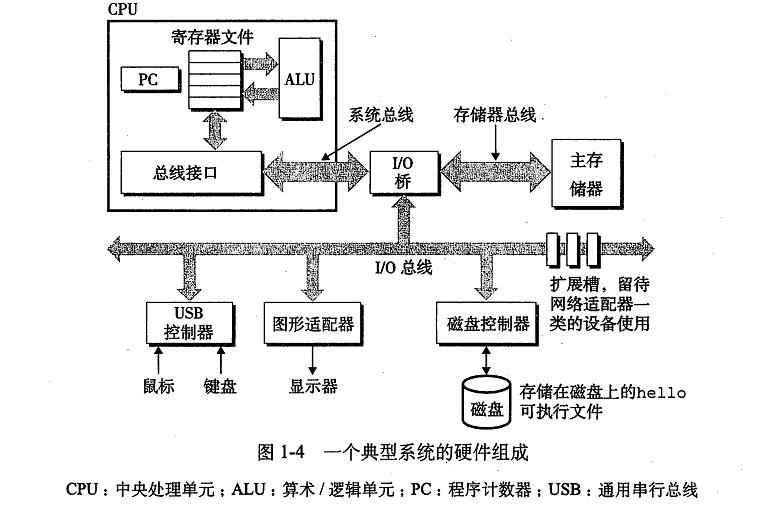 CPU
寄存器文件
PC
ALU
系统总线
存储器总线
总线接口
I/O
桥
主存
储器
I/O 总线
扩展槽，留待
网络适配器一
类的设备使用
USB
控制器
图形适配器
磁盘控制器
鼠标
键盘
显示器
磁盘
存储在磁盘上的hello
可执行文件
图 1-4 一个典型系统的硬件组成
CPU：中央处理单元；ALU：算术/逻辑单元；PC：程序计数器；USB：通用串行总线